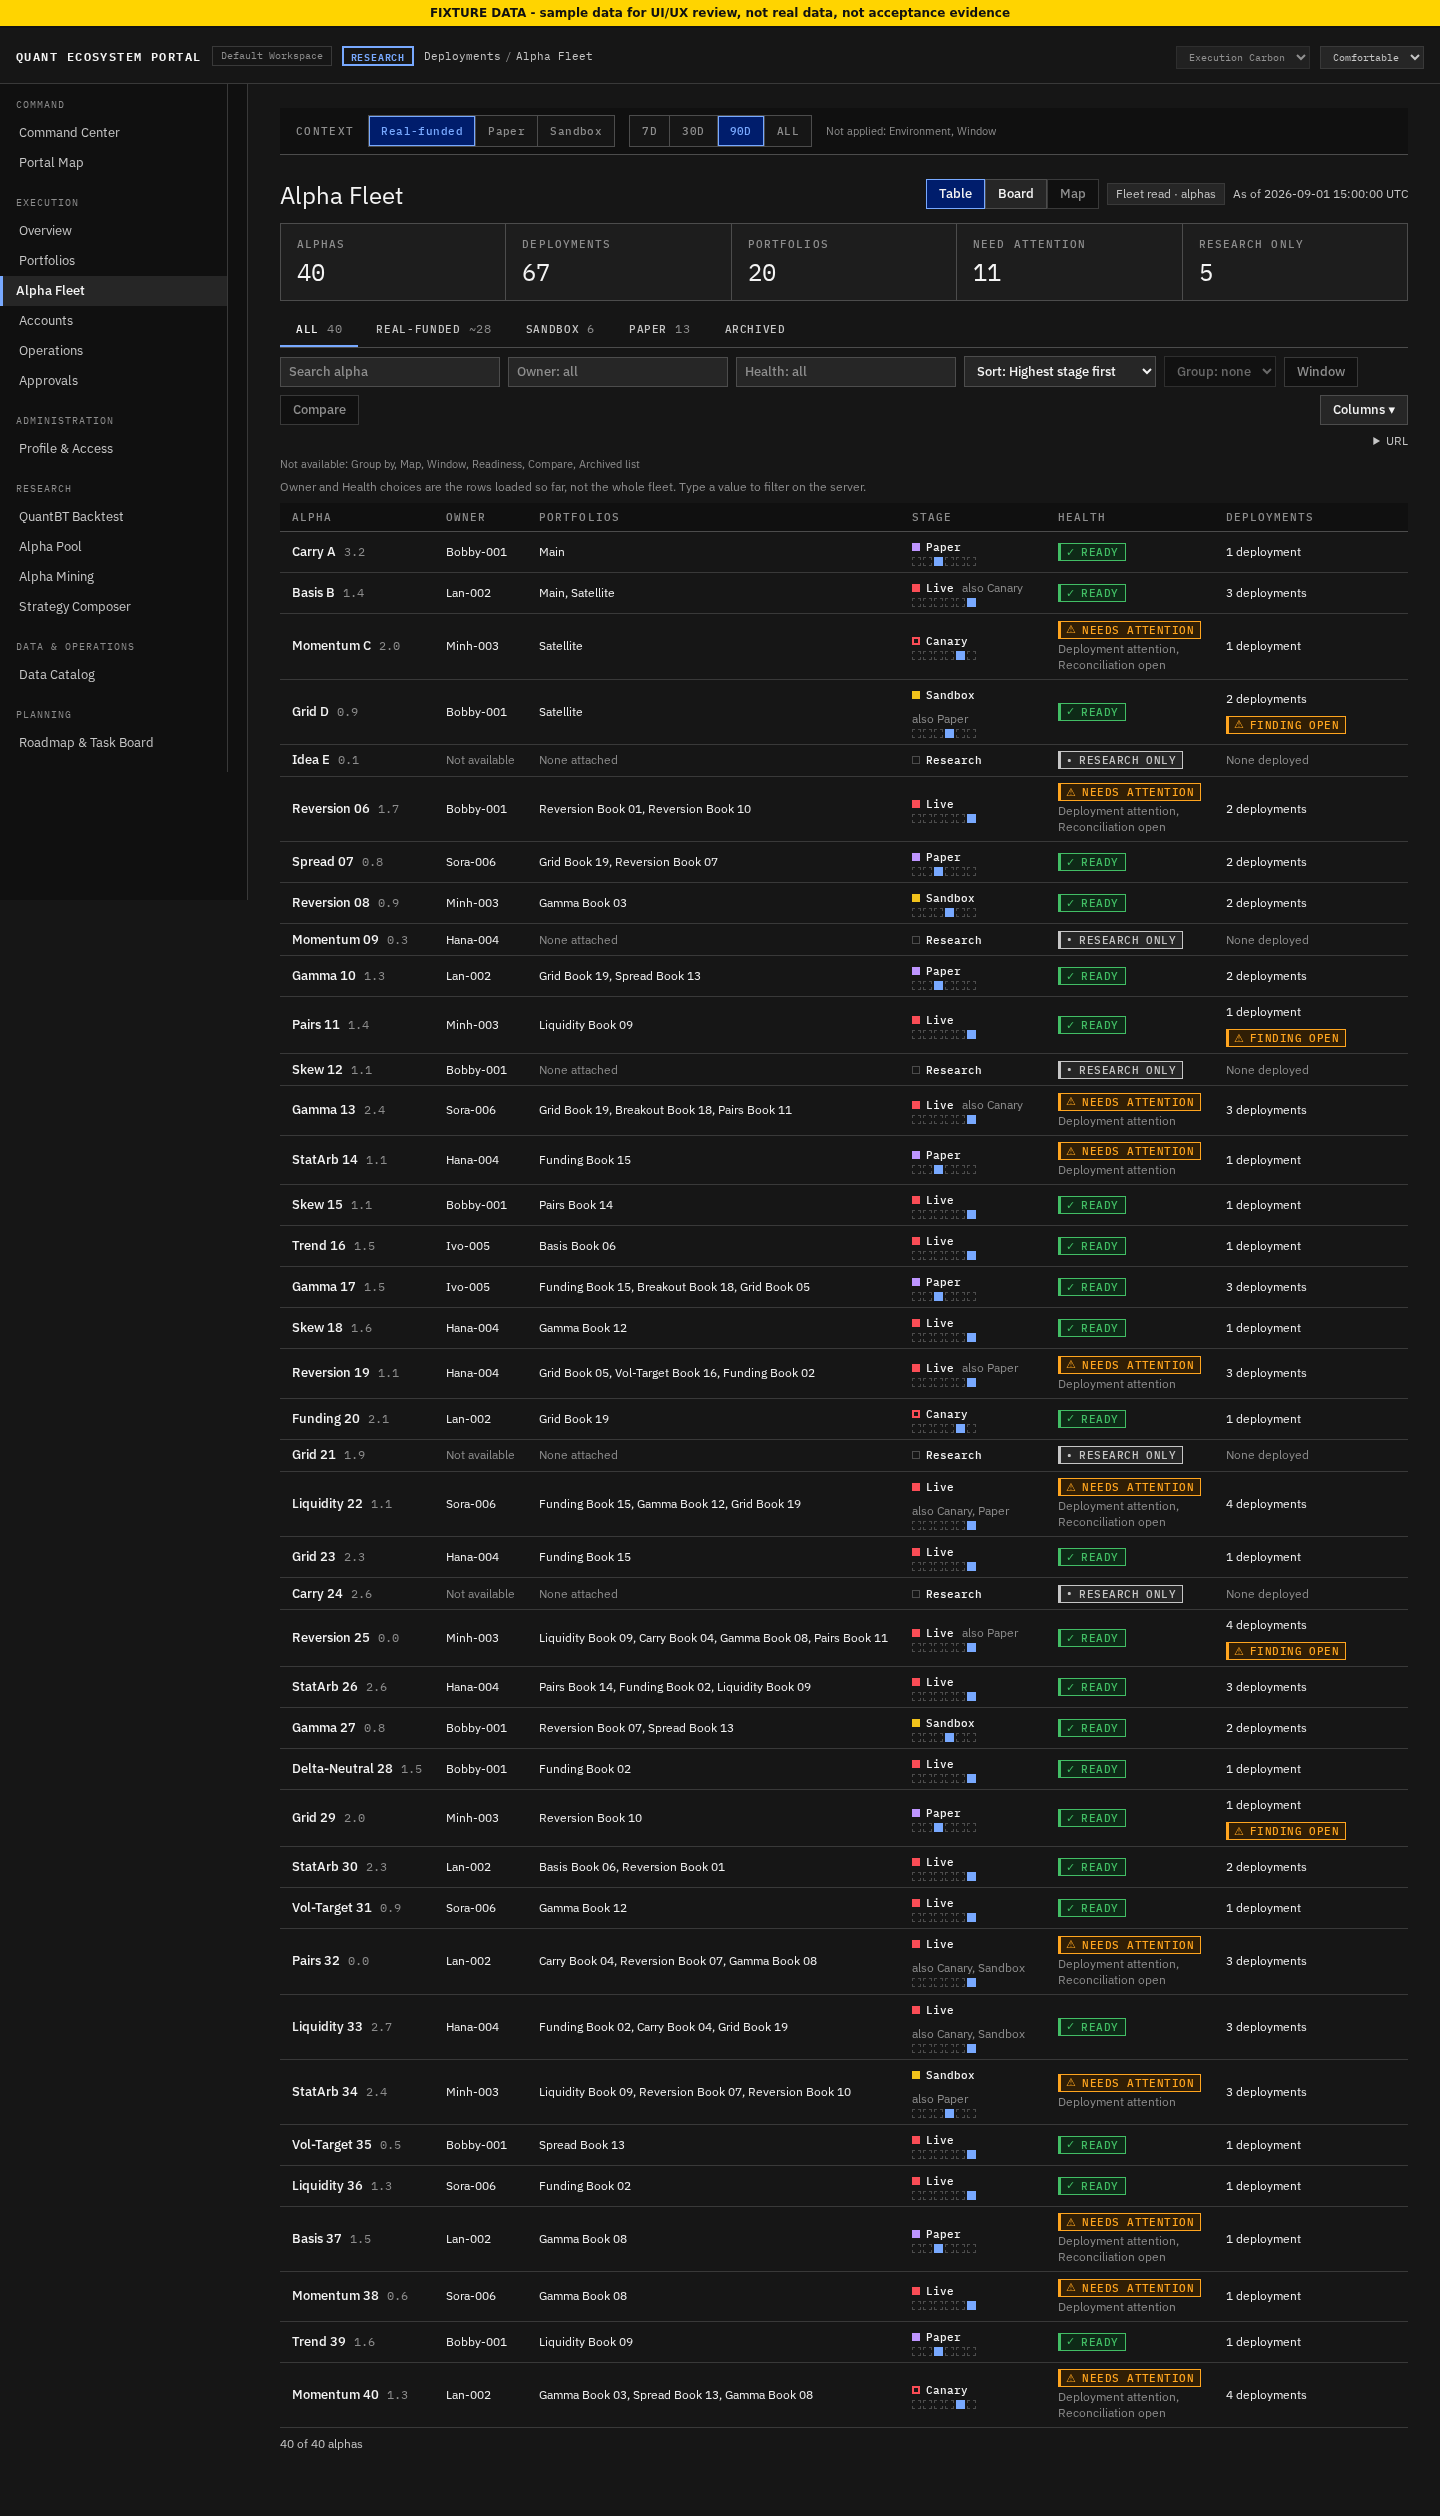 FIXTURE DATA - sample data for UI/UX review, not real data, not acceptance evidence
QUANT ECOSYSTEM PORTAL Default Workspace RESEARCH Deployments / Alpha Fleet Execution Carbon Comfortable
COMMAND
Command Center
Portal Map
EXECUTION
Overview
Portfolios
Alpha Fleet
Accounts
Operations
Approvals
ADMINISTRATION
Profile & Access
RESEARCH
QuantBT Backtest
Alpha Pool
Alpha Mining
Strategy Composer
DATA & OPERATIONS
Data Catalog
PLANNING
Roadmap & Task Board
CONTEXT Real-funded Paper Sandbox 7D 30D 90D ALL Not applied: Environment, Window
Alpha Fleet Table Board Map Fleet read · alphas As of 2026-09-01 15:00:00 UTC
ALPHAS DEPLOYMENTS PORTFOLIOS NEED ATTENTION RESEARCH ONLY
40 67 20 11 5
ALL 40 REAL-FUNDED ~28 SANDBOX 6 PAPER 13 ARCHIVED
Search alpha Owner: all Health: all Sort: Highest stage first Group: none Window
Compare Columns ▾
▶ URL
Not available: Group by, Map, Window, Readiness, Compare, Archived list
Owner and Health choices are the rows loaded so far, not the whole fleet. Type a value to filter on the server.
ALPHA OWNER PORTFOLIOS STAGE HEALTH DEPLOYMENTS
Carry A 3.2 Bobby-001 Main Paper ✓ READY 1 deployment
Basis B 1.4 Lan-002 Main, Satellite Live also Canary ✓ READY 3 deployments
Momentum C 2.0 Minh-003 Satellite Canary ⚠ NEEDS ATTENTION 1 deployment
Deployment attention,
Reconciliation open
Grid D 0.9 Bobby-001 Satellite Sandbox ✓ READY 2 deployments
also Paper ⚠ FINDING OPEN
Idea E 0.1 Not available None attached Research • RESEARCH ONLY None deployed
Reversion 06 1.7 Bobby-001 Reversion Book 01, Reversion Book 10 Live ⚠ NEEDS ATTENTION 2 deployments
Deployment attention,
Reconciliation open
Spread 07 0.8 Sora-006 Grid Book 19, Reversion Book 07 Paper ✓ READY 2 deployments
Reversion 08 0.9 Minh-003 Gamma Book 03 Sandbox ✓ READY 2 deployments
Momentum 09 0.3 Hana-004 None attached Research • RESEARCH ONLY None deployed
Gamma 10 1.3 Lan-002 Grid Book 19, Spread Book 13 Paper ✓ READY 2 deployments
Pairs 11 1.4 Minh-003 Liquidity Book 09 Live ✓ READY 1 deployment
⚠ FINDING OPEN
Skew 12 1.1 Bobby-001 None attached Research • RESEARCH ONLY None deployed
Gamma 13 2.4 Sora-006 Grid Book 19, Breakout Book 18, Pairs Book 11 Live also Canary ⚠ NEEDS ATTENTION 3 deployments
Deployment attention
StatArb 14 1.1 Hana-004 Funding Book 15 Paper ⚠ NEEDS ATTENTION 1 deployment
Deployment attention
Skew 15 1.1 Bobby-001 Pairs Book 14 Live ✓ READY 1 deployment
Trend 16 1.5 Ivo-005 Basis Book 06 Live ✓ READY 1 deployment
Gamma 17 1.5 Ivo-005 Funding Book 15, Breakout Book 18, Grid Book 05 Paper ✓ READY 3 deployments
Skew 18 1.6 Hana-004 Gamma Book 12 Live ✓ READY 1 deployment
Reversion 19 1.1 Hana-004 Grid Book 05, Vol-Target Book 16, Funding Book 02 Live also Paper ⚠ NEEDS ATTENTION 3 deployments
Deployment attention
Funding 20 2.1 Lan-002 Grid Book 19 Canary ✓ READY 1 deployment
Grid 21 1.9 Not available None attached Research • RESEARCH ONLY None deployed
Liquidity 22 1.1 Sora-006 Funding Book 15, Gamma Book 12, Grid Book 19 Live ⚠ NEEDS ATTENTION 4 deployments
also Canary, Paper Deployment attention,
Reconciliation open
Grid 23 2.3 Hana-004 Funding Book 15 Live ✓ READY 1 deployment
Carry 24 2.6 Not available None attached Research • RESEARCH ONLY None deployed
Reversion 25 0.0 Minh-003 Liquidity Book 09, Carry Book 04, Gamma Book 08, Pairs Book 11 Live also Paper ✓ READY 4 deployments
⚠ FINDING OPEN
StatArb 26 2.6 Hana-004 Pairs Book 14, Funding Book 02, Liquidity Book 09 Live ✓ READY 3 deployments
Gamma 27 0.8 Bobby-001 Reversion Book 07, Spread Book 13 Sandbox ✓ READY 2 deployments
Delta-Neutral 28 1.5 Bobby-001 Funding Book 02 Live ✓ READY 1 deployment
Grid 29 2.0 Minh-003 Reversion Book 10 Paper ✓ READY 1 deployment
⚠ FINDING OPEN
StatArb 30 2.3 Lan-002 Basis Book 06, Reversion Book 01 Live ✓ READY 2 deployments
Vol-Target 31 0.9 Sora-006 Gamma Book 12 Live ✓ READY 1 deployment
Pairs 32 0.0 Lan-002 Carry Book 04, Reversion Book 07, Gamma Book 08 Live ⚠ NEEDS ATTENTION 3 deployments
also Canary, Sandbox Deployment attention,
Reconciliation open
Liquidity 33 2.7 Hana-004 Funding Book 02, Carry Book 04, Grid Book 19 Live ✓ READY 3 deployments
also Canary, Sandbox
StatArb 34 2.4 Minh-003 Liquidity Book 09, Reversion Book 07, Reversion Book 10 Sandbox ⚠ NEEDS ATTENTION 3 deployments
also Paper Deployment attention
Vol-Target 35 0.5 Bobby-001 Spread Book 13 Live ✓ READY 1 deployment
Liquidity 36 1.3 Sora-006 Funding Book 02 Live ✓ READY 1 deployment
Basis 37 1.5 Lan-002 Gamma Book 08 Paper ⚠ NEEDS ATTENTION 1 deployment
Deployment attention,
Reconciliation open
Momentum 38 0.6 Sora-006 Gamma Book 08 Live ⚠ NEEDS ATTENTION 1 deployment
Deployment attention
Trend 39 1.6 Bobby-001 Liquidity Book 09 Paper ✓ READY 1 deployment
Momentum 40 1.3 Lan-002 Gamma Book 03, Spread Book 13, Gamma Book 08 Canary ⚠ NEEDS ATTENTION 4 deployments
Deployment attention,
Reconciliation open
40 of 40 alphas